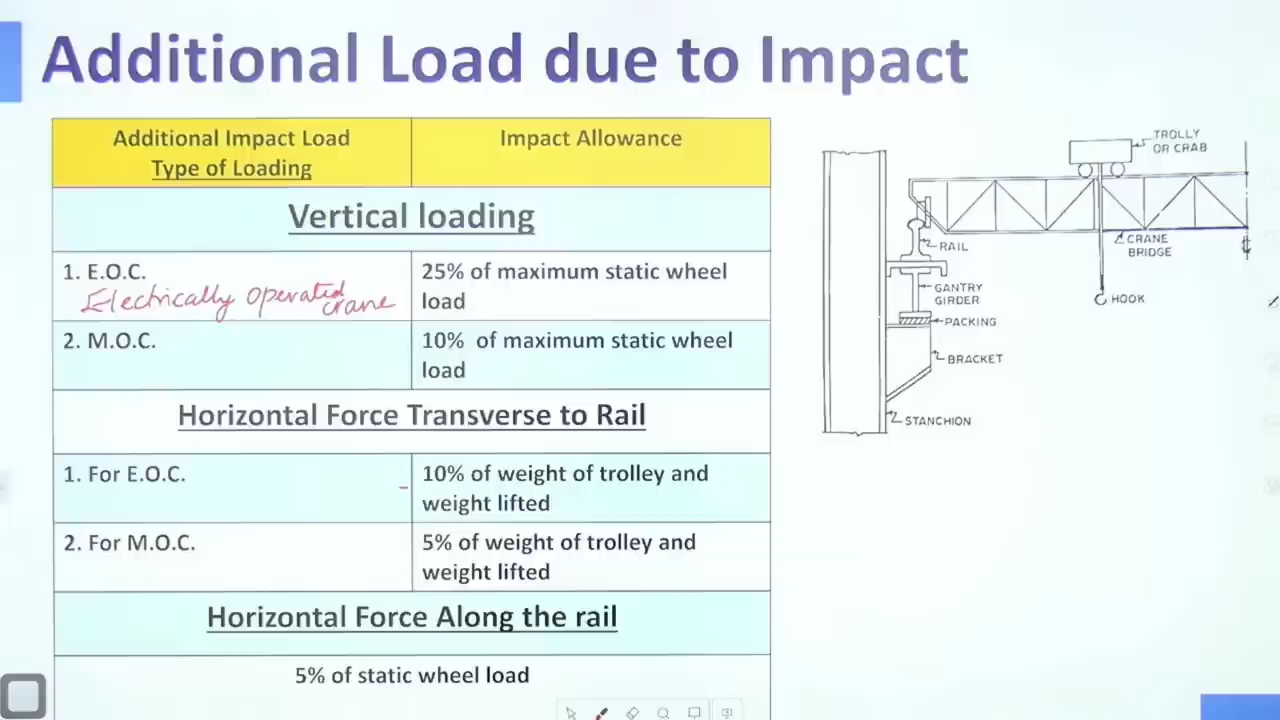 Additional Load due to Impact
Additional Impact Load
Type of Loading
Impact Allowance
Vertical loading
1. E.O.C.
Electrically operated
crane
25% of maximum static wheel
load
2. M.O.C.
10% of maximum static wheel
load
Horizontal Force Transverse to Rail
1. For E.O.C.
10% of weight of trolley and
weight lifted
2. For M.O.C.
5% of weight of trolley and
weight lifted
Horizontal Force Along the rail
5% of static wheel load
TROLLY
OR CRAB
RAIL
CRANE
BRIDGE
GANTRY
GIRDER
HOOK
PACKING
BRACKET
STANCHION